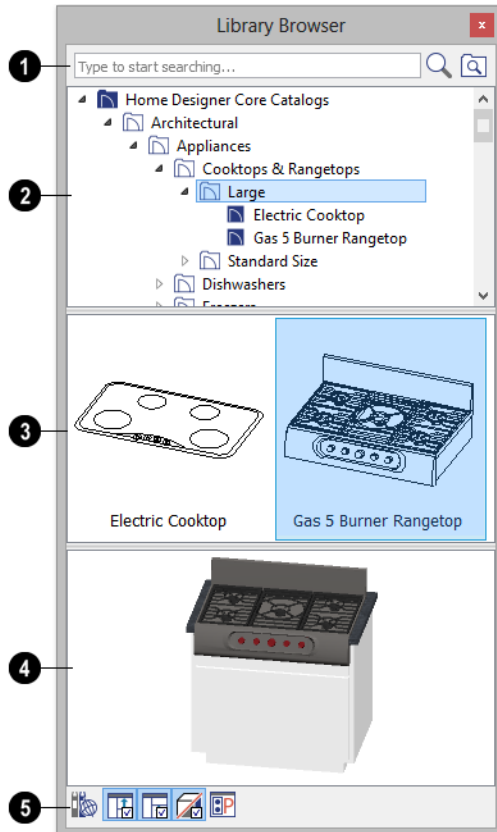 Library Browser
x
1
Type to start searching...
Home Designer Core Catalogs
Architectural
Appliances
Cooktops & Rangetops
2
Large
Electric Cooktop
Gas 5 Burner Rangetop
Standard Size
Dishwashers
Freezers
3
Electric Cooktop
Gas 5 Burner Rangetop
4
5
P